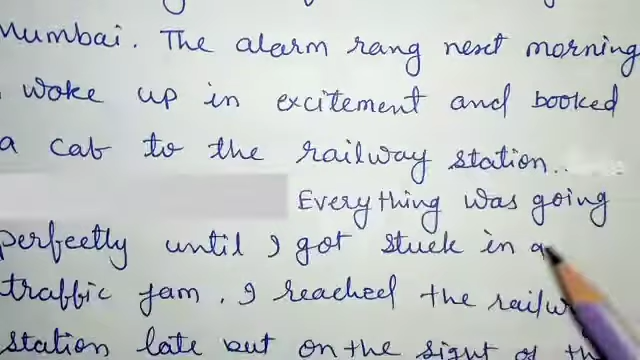 Mumbai. The alarm rang next morning
woke up in excitement and booked
a cab to the railway station..
Everything was going
perfectly until I got stuck in a
traffic jam. I reached the railw
station late but on the sight of th